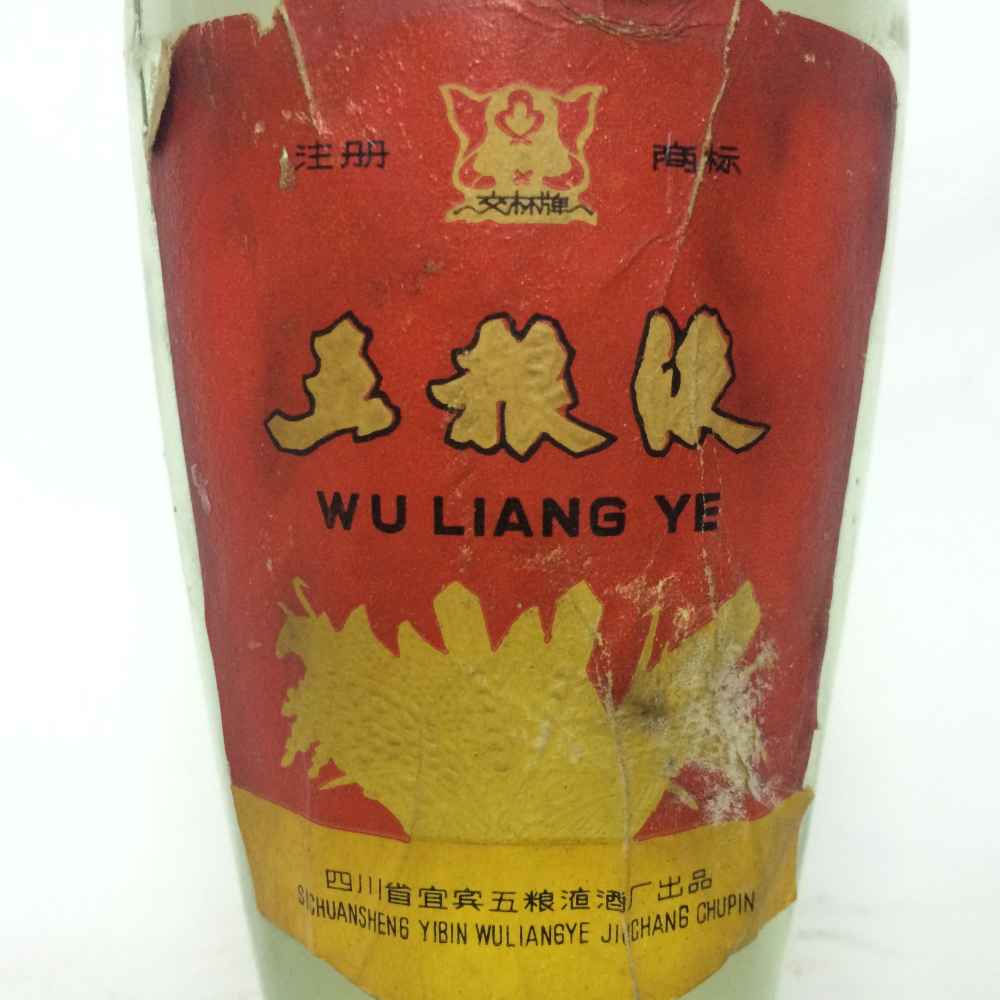 注册 商标
交杯牌
五粮液
WU LIANG YE
四川省宜宾五粮液酒厂出品
SICHUANSHENG YIBIN WULIANGYE JIUCHANG CHUPIN